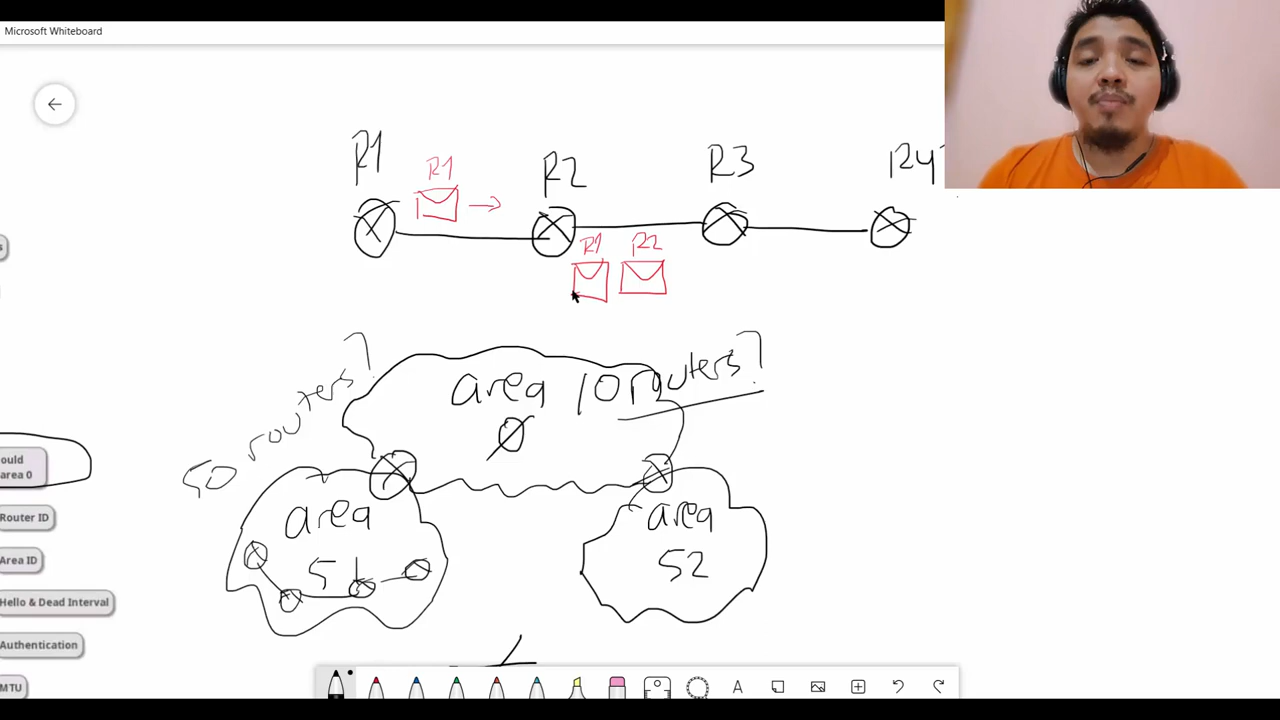 Microsoft Whiteboard
R1
R1
R2
R3
R4
R1 R2
50 routers?
area 10 routers?
0
area
51
area
52
ould
area 0
Router ID
Area ID
Hello & Dead Interval
Authentication
MTU
A